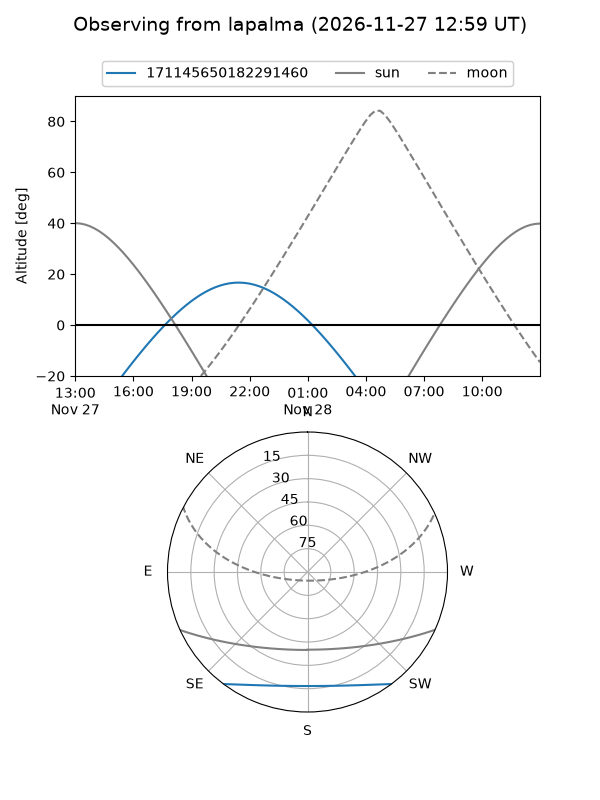 Observing from lapalma (2026-11-27 12:59 UT)
171145650182291460 sun moon
Altitude [deg]
80
60
40
20
0
−20
13:00 16:00 19:00 22:00 01:00 04:00 07:00 10:00
Nov 27 Nov 28
N
NE NW
15
30
45
60
75
E W
SE SW
S